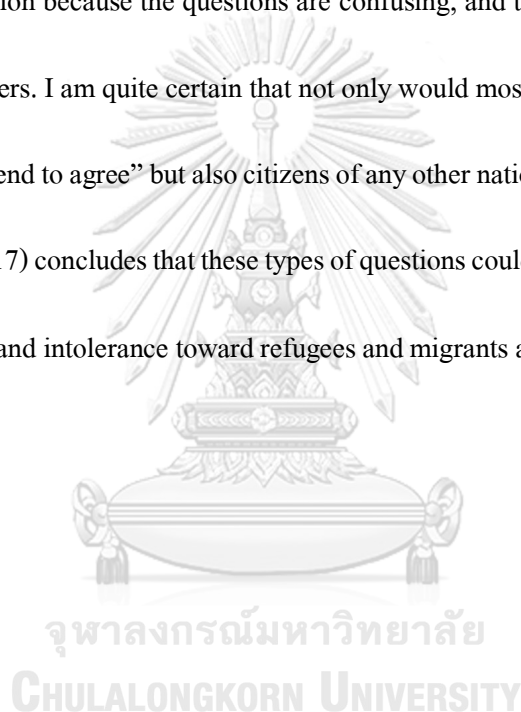 ion because the questions are confusing, and t
ers. I am quite certain that not only would mos
end to agree” but also citizens of any other natio
17) concludes that these types of questions could
and intolerance toward refugees and migrants a
จุฬาลงกรณ์มหาวิทยาลัย
CHULALONGKORN UNIVERSITY